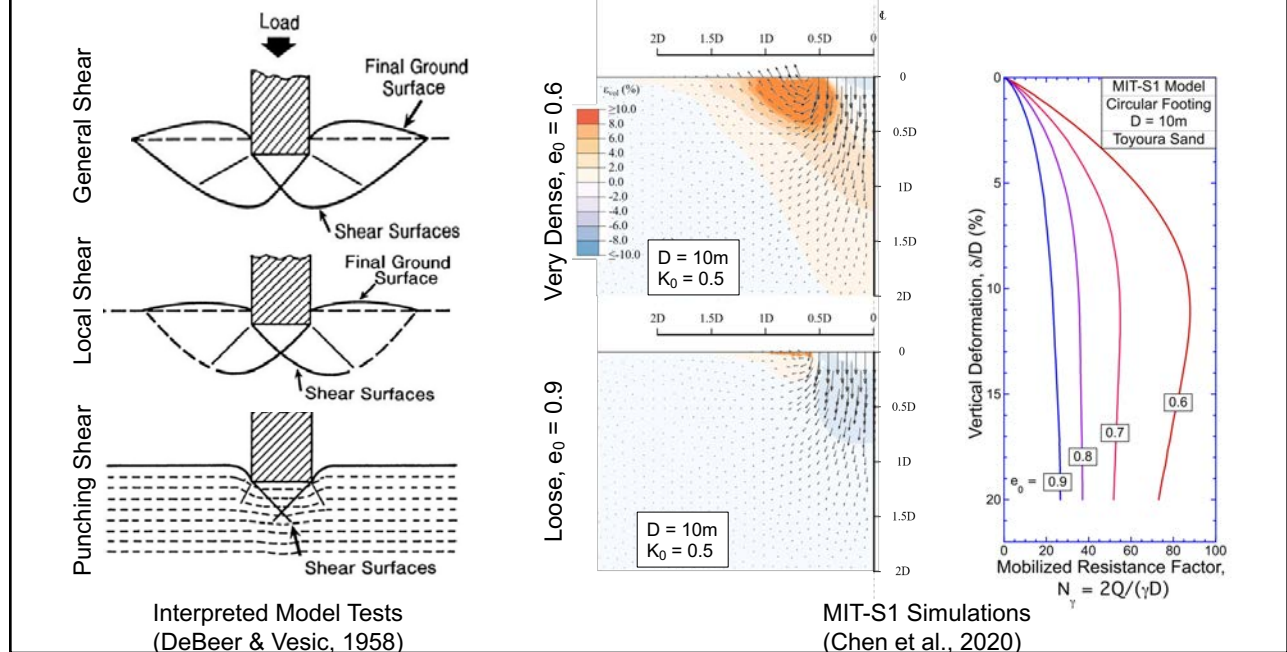 General Shear
Load
Final Ground
Surface
Shear Surfaces
Local Shear
Final Ground
Surface
Shear Surfaces
Punching Shear
Shear Surfaces
Interpreted Model Tests
(DeBeer & Vesic, 1958)
Very Dense, e₀ = 0.6
℄
2D 1.5D 1D 0.5D 0
εvol (%)
≥10.0
8.0
6.0
4.0
2.0
0.0
-2.0
-4.0
-6.0
-8.0
≤-10.0
D = 10m
K₀ = 0.5
0
0.5D
1D
1.5D
2D
Loose, e₀ = 0.9
2D 1.5D 1D 0.5D 0
D = 10m
K₀ = 0.5
0
0.5D
1D
1.5D
2D
MIT-S1 Model
Circular Footing
D = 10m
Toyoura Sand
Vertical Deformation, δ/D (%)
0
5
10
15
20
0.6
0.7
0.8
e₀ = 0.9
0 20 40 60 80 100
Mobilized Resistance Factor,
Nγ = 2Q/(γD)
MIT-S1 Simulations
(Chen et al., 2020)